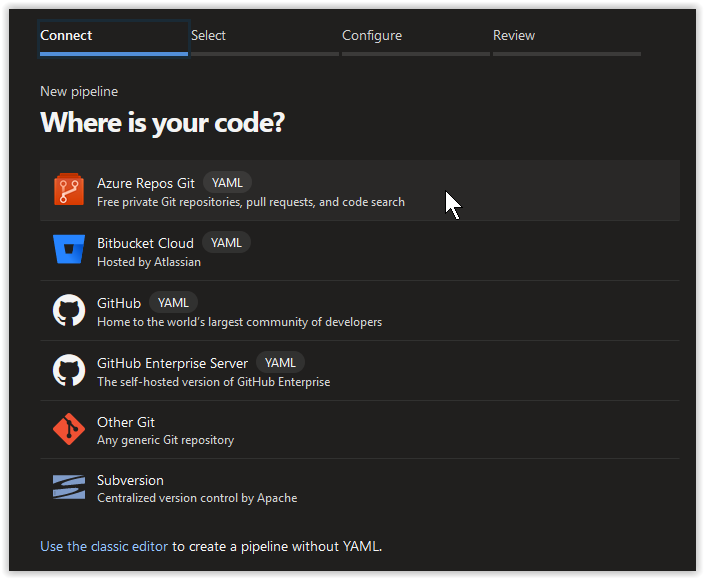 Connect Select Configure Review
New pipeline
Where is your code?
Azure Repos Git YAML
Free private Git repositories, pull requests, and code search
Bitbucket Cloud YAML
Hosted by Atlassian
GitHub YAML
Home to the world’s largest community of developers
GitHub Enterprise Server YAML
The self-hosted version of GitHub Enterprise
Other Git
Any generic Git repository
Subversion
Centralized version control by Apache
Use the classic editor to create a pipeline without YAML.